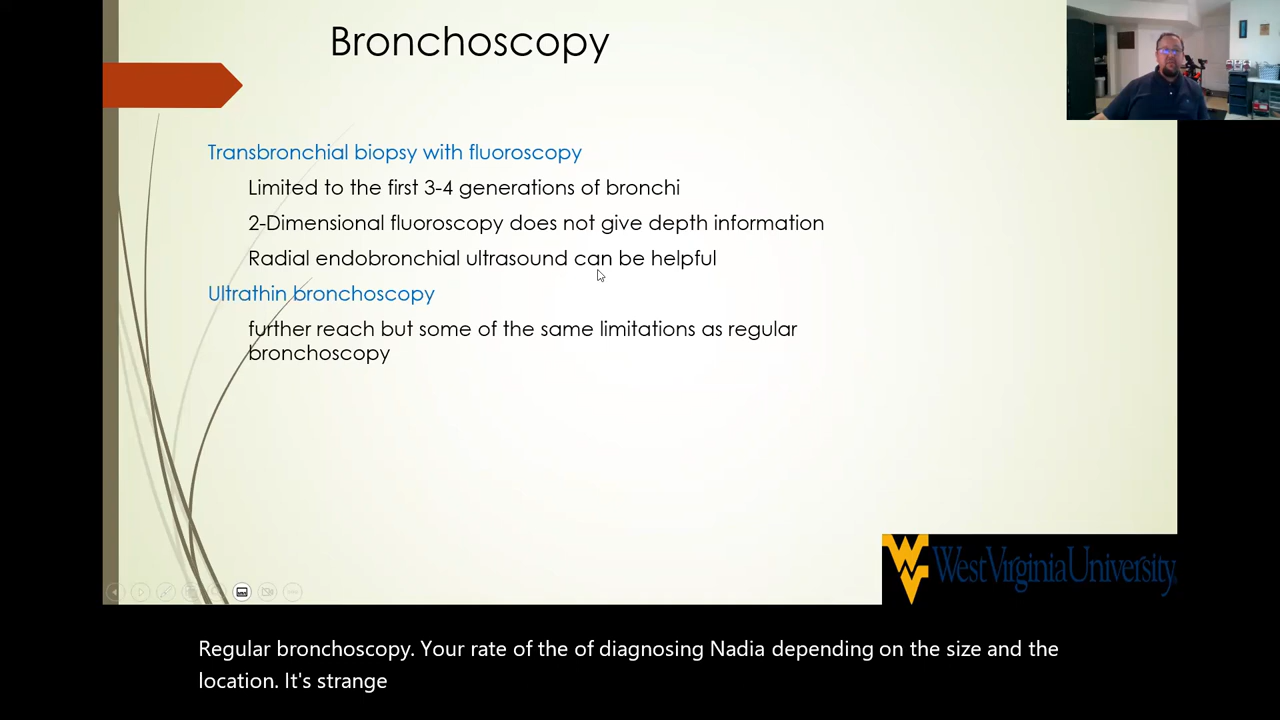 Bronchoscopy
Transbronchial biopsy with fluoroscopy
Limited to the first 3-4 generations of bronchi
2-Dimensional fluoroscopy does not give depth information
Radial endobronchial ultrasound can be helpful
Ultrathin bronchoscopy
further reach but some of the same limitations as regular
bronchoscopy
WestVirginiaUniversity
Regular bronchoscopy. Your rate of the of diagnosing Nadia depending on the size and the
location. It's strange